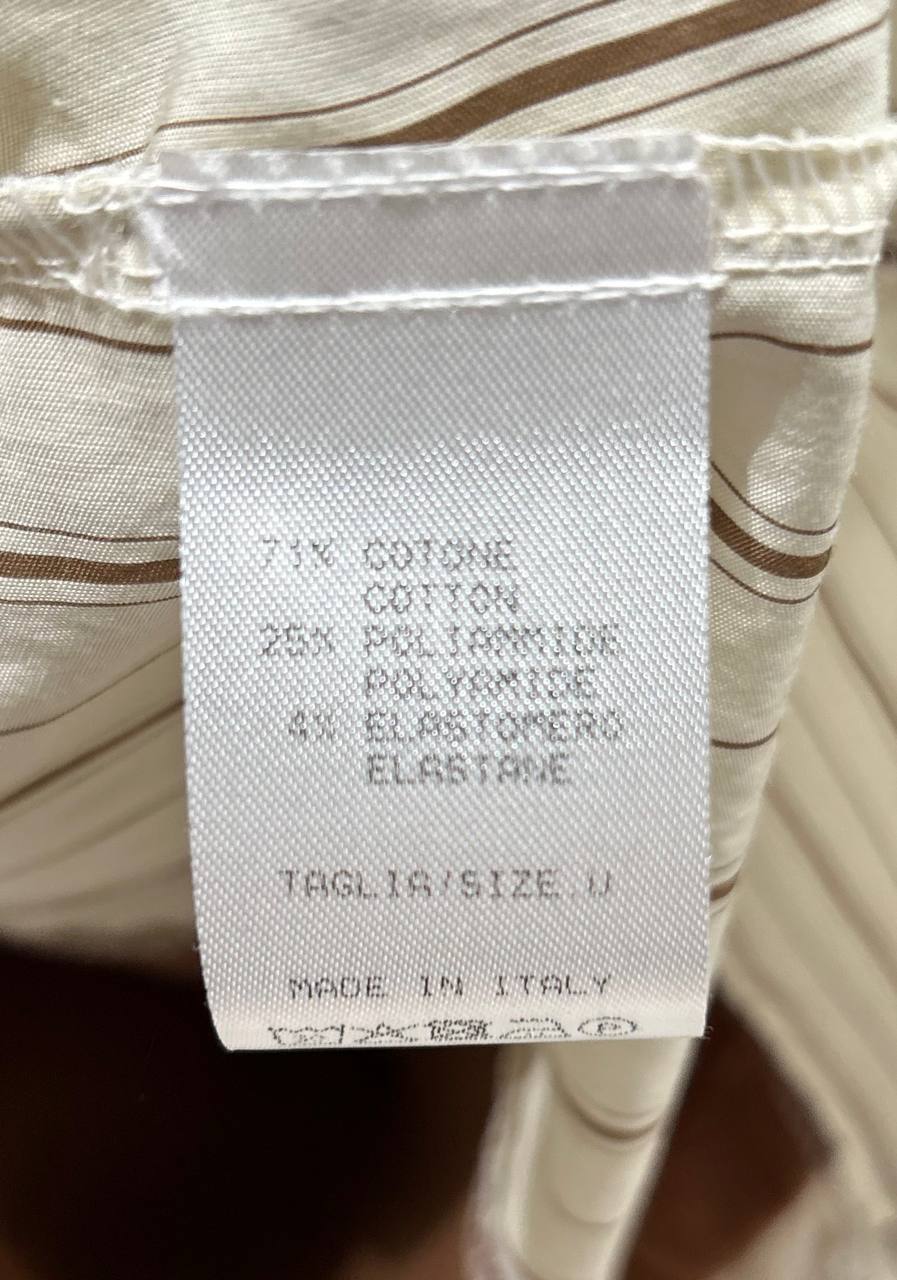 71% COTONE
COTTON
25% POLIAMMIDE
POLYAMIDE
4% ELASTOMERO
ELASTANE
TAGLIA/SIZE.U
MADE IN ITALY